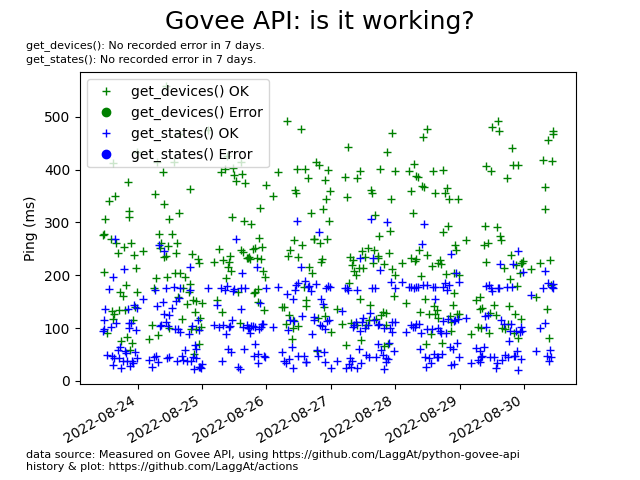 Govee API: is it working?
get_devices(): No recorded error in 7 days.
get_states(): No recorded error in 7 days.
get_devices() OK
get_devices() Error
get_states() OK
get_states() Error
Ping (ms)
500
400
300
200
100
0
2022-08-24
2022-08-25
2022-08-26
2022-08-27
2022-08-28
2022-08-29
2022-08-30
data source: Measured on Govee API, using https://github.com/LaggAt/python-govee-api
history & plot: https://github.com/LaggAt/actions